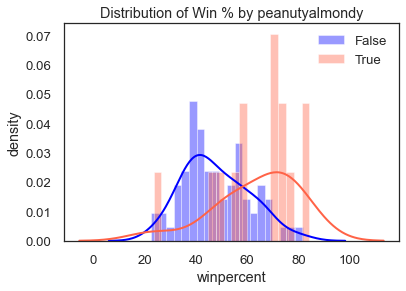 Distribution of Win % by peanutyalmondy
False
True
density
0.07
0.06
0.05
0.04
0.03
0.02
0.01
0.00
0 20 40 60 80 100
winpercent